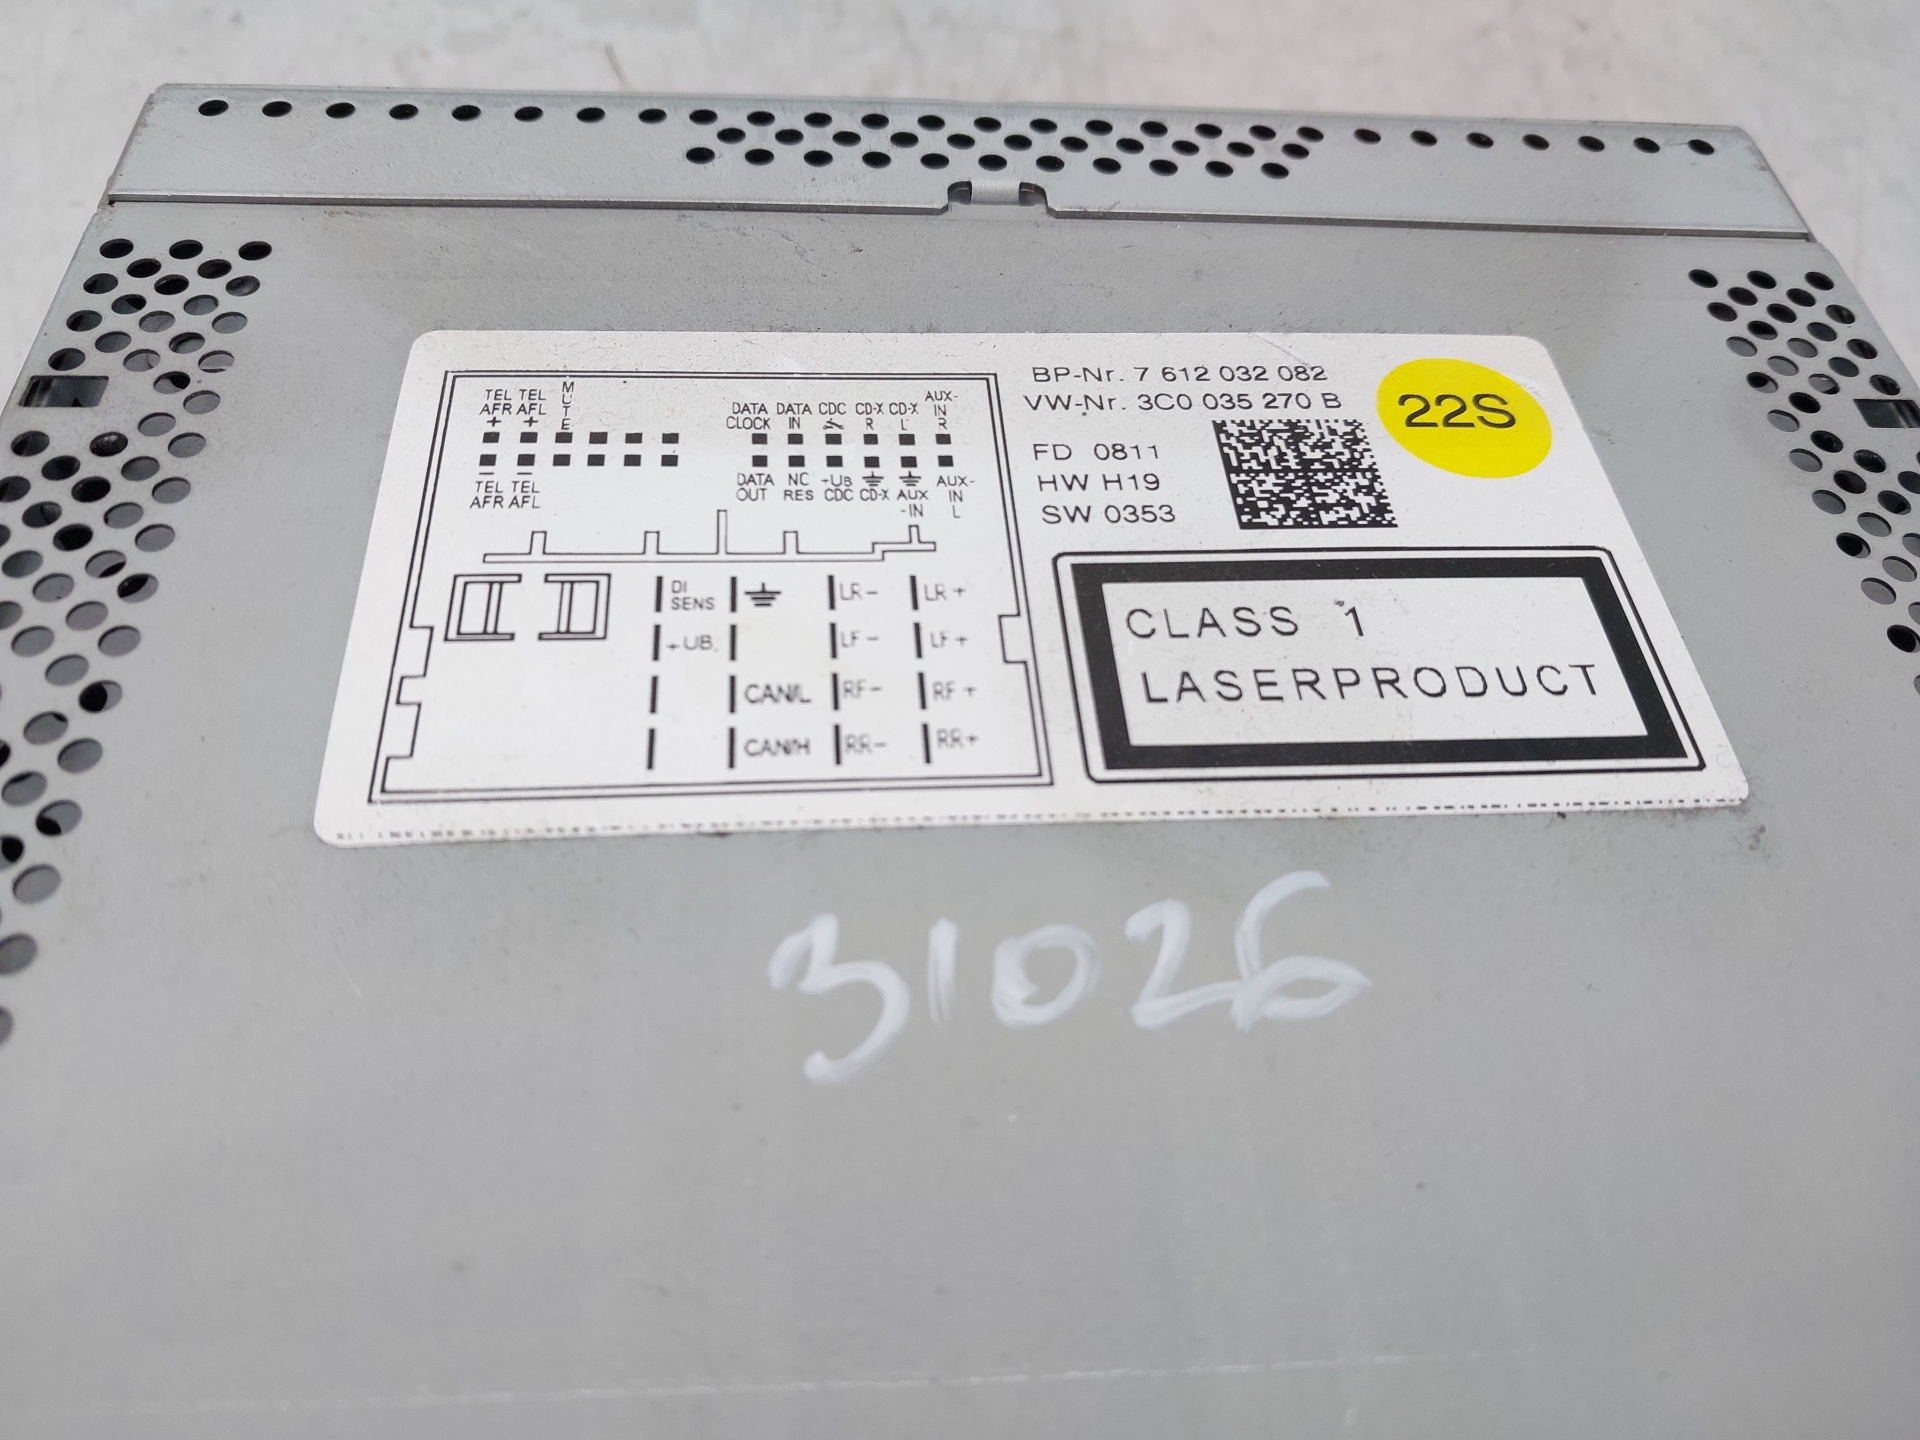 BP-Nr. 7 612 032 082
VW-Nr. 3C0 035 270 B
22S
FD 0811
HW H19
SW 0353
TEL TEL MUTE
AFR AFL
+ +
DATA DATA CDC CD-X CD-X AUX-
CLOCK IN R L IN
R
− −
TEL TEL
AFR AFL
DATA NC +UB AUX-
OUT RES CDC CD-X AUX IN
-IN L
DI
SENS LR− LR+
+UB. LF− LF+
CAN/L RF− RF+
CAN/H RR− RR+
CLASS 1
LASERPRODUCT
31026